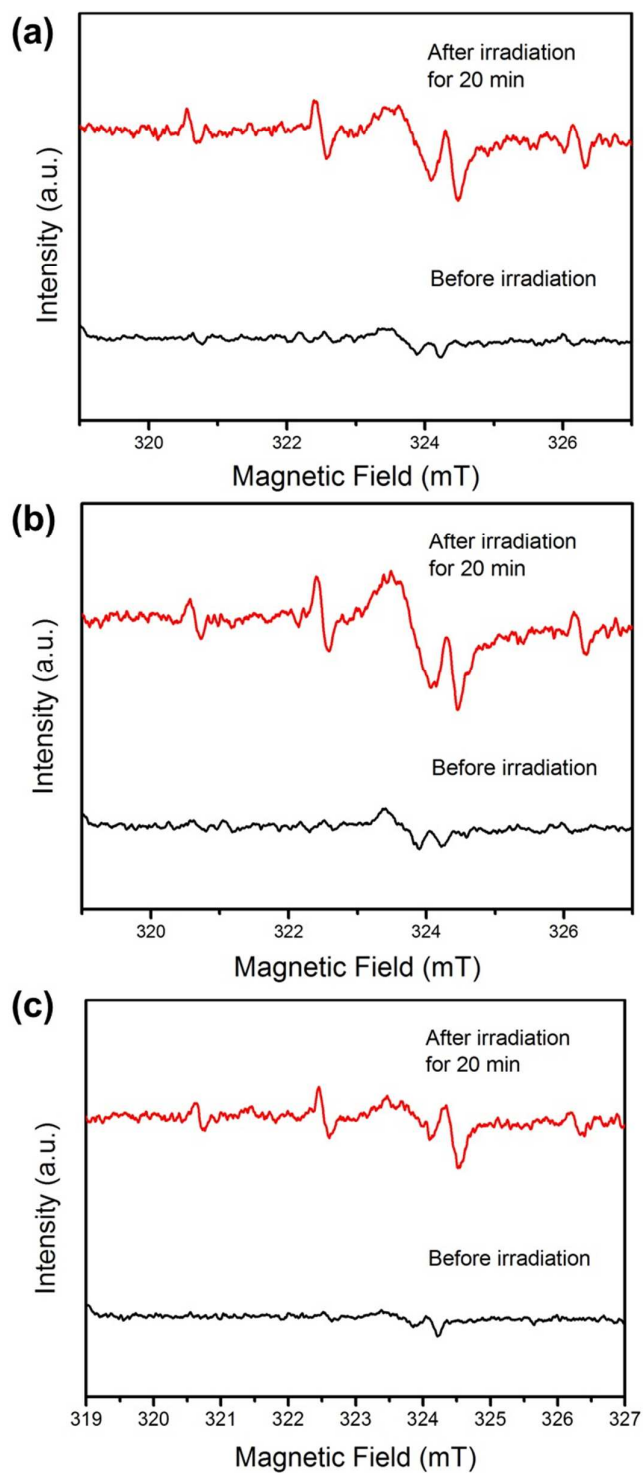 (a)
After irradiation
for 20 min
Before irradiation
Intensity (a.u.)
320 322 324 326
Magnetic Field (mT)
(b)
After irradiation
for 20 min
Before irradiation
Intensity (a.u.)
320 322 324 326
Magnetic Field (mT)
(c)
After irradiation
for 20 min
Before irradiation
Intensity (a.u.)
319 320 321 322 323 324 325 326 327
Magnetic Field (mT)